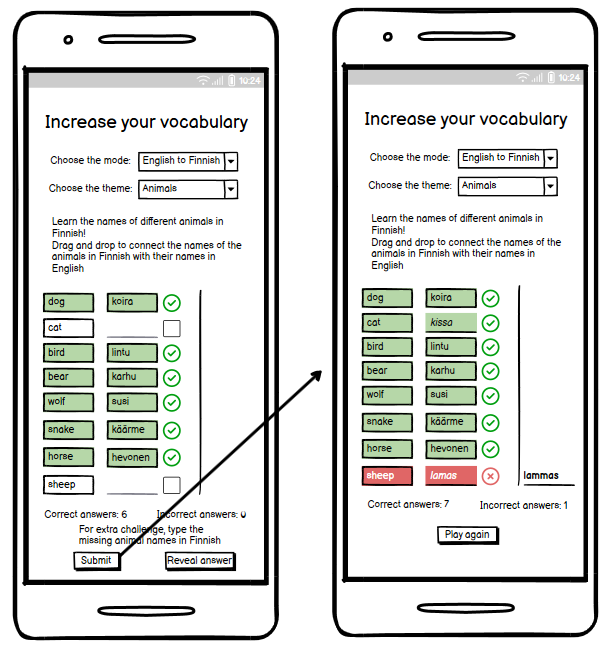 10:24
Increase your vocabulary
Choose the mode: English to Finnish
Choose the theme: Animals
Learn the names of different animals in
Finnish!
Drag and drop to connect the names of the
animals in Finnish with their names in
English
dog koira
cat
bird lintu
bear karhu
wolf susi
snake käärme
horse hevonen
sheep
Correct answers: 6 Incorrect answers: 0
For extra challenge, type the
missing animal names in Finnish
Submit Reveal answer
10:24
Increase your vocabulary
Choose the mode: English to Finnish
Choose the theme: Animals
Learn the names of different animals in
Finnish!
Drag and drop to connect the names of the
animals in Finnish with their names in
English
dog koira
cat kissa
bird lintu
bear karhu
wolf susi
snake käärme
horse hevonen
sheep lamas lammas
Correct answers: 7 Incorrect answers: 1
Play again